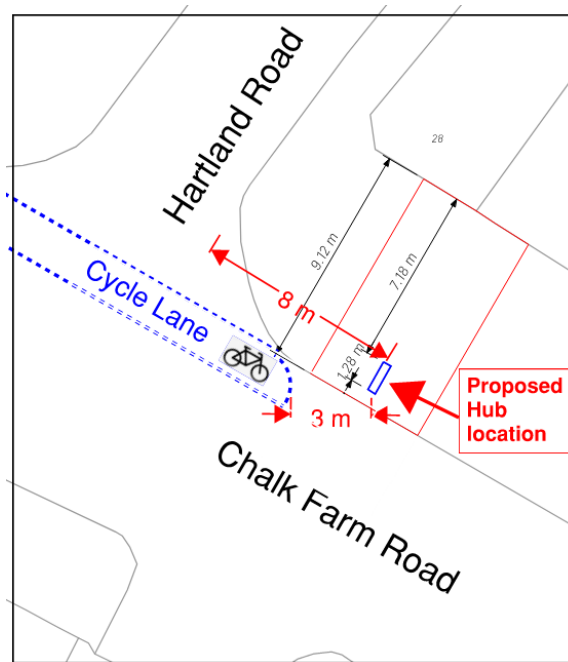 Hartland Road
28
9.12 m
7.18 m
Cycle Lane
8 m
1.28 m
Proposed
Hub
location
3 m
Chalk Farm Road